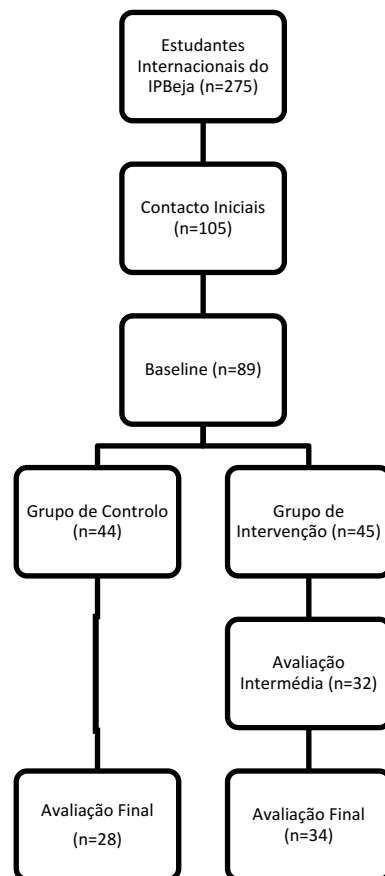 Estudantes
Internacionais do
IPBeja (n=275)
Contacto Iniciais
(n=105)
Baseline (n=89)
Grupo de Controlo
(n=44)
Grupo de
Intervenção (n=45)
Avaliação
Intermédia (n=32)
Avaliação Final
(n=28)
Avaliação Final
(n=34)